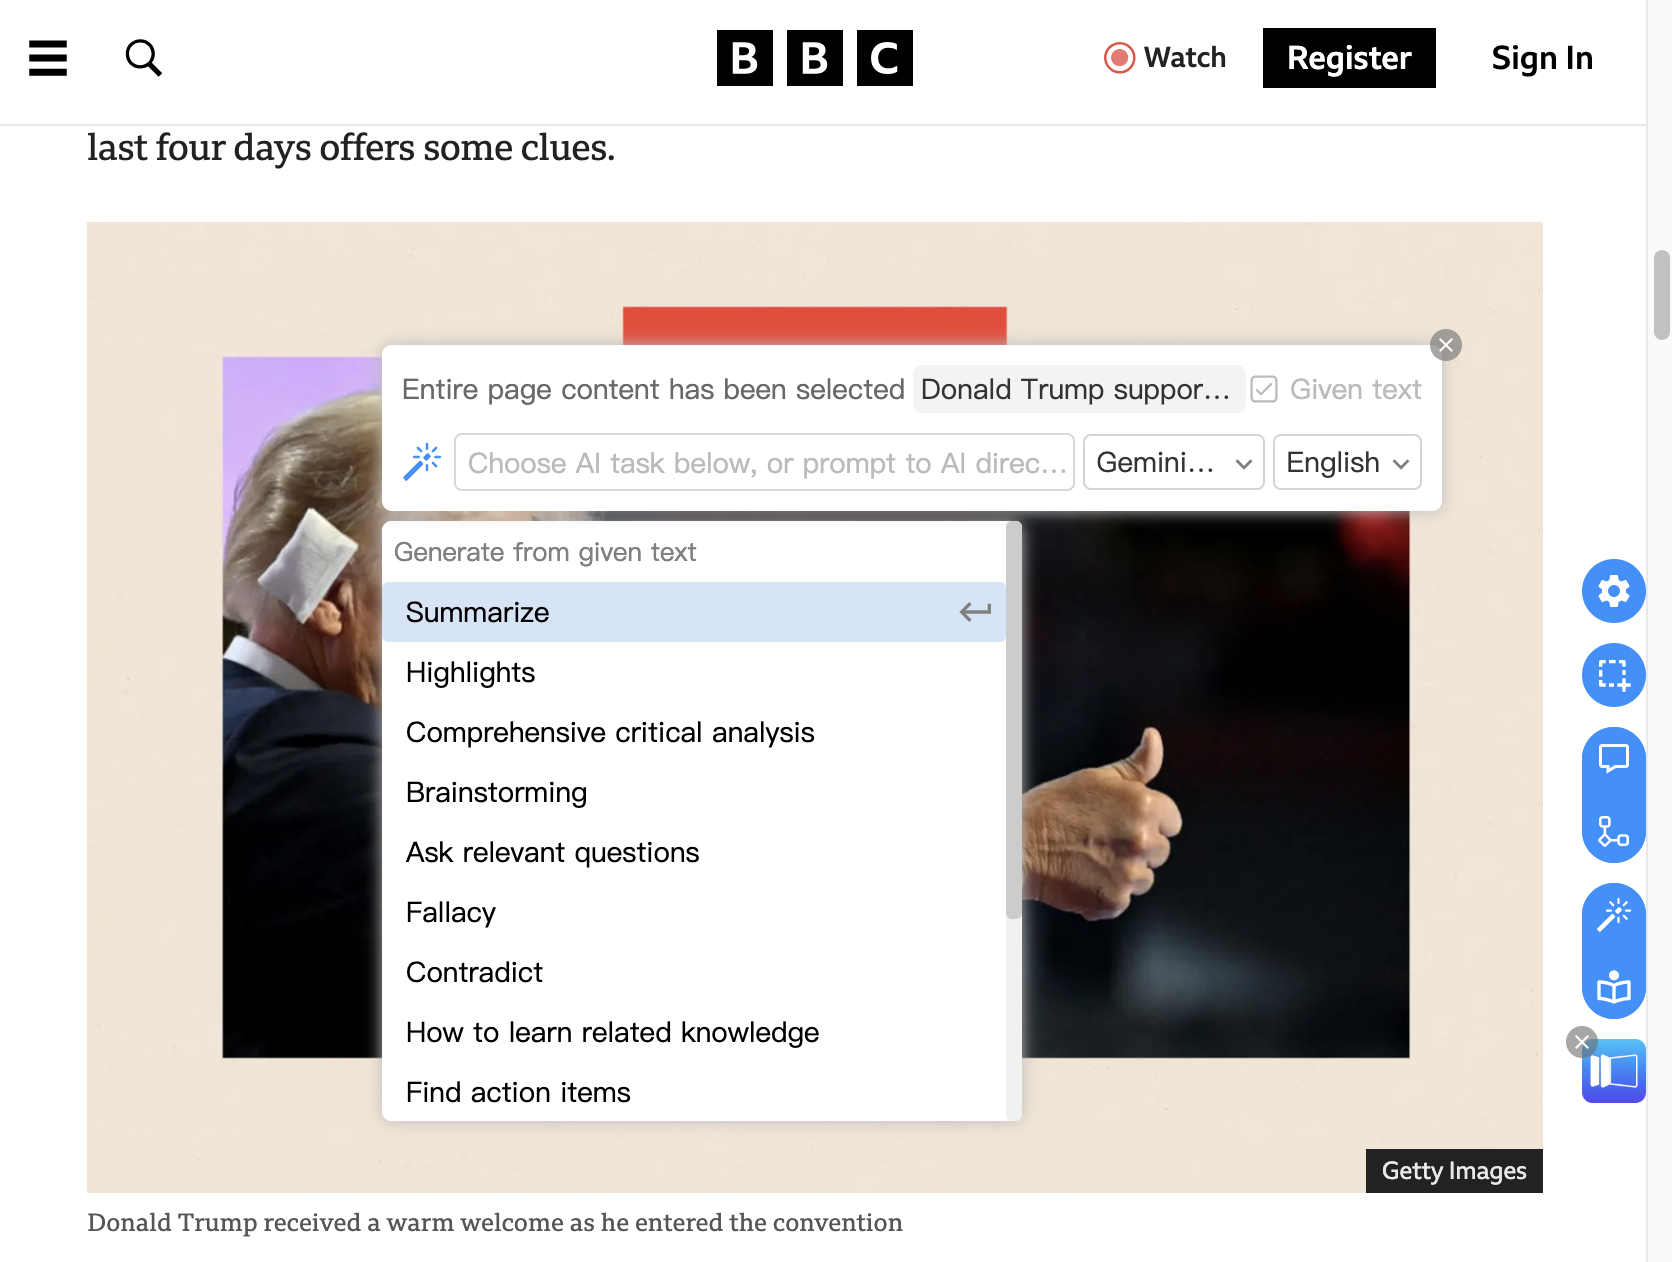 BBC
Watch
Register
Sign In
last four days offers some clues.
Entire page content has been selected Donald Trump suppor... Given text
Choose AI task below, or prompt to AI direc... Gemini... English
Generate from given text
Summarize
Highlights
Comprehensive critical analysis
Brainstorming
Ask relevant questions
Fallacy
Contradict
How to learn related knowledge
Find action items
Getty Images
Donald Trump received a warm welcome as he entered the convention